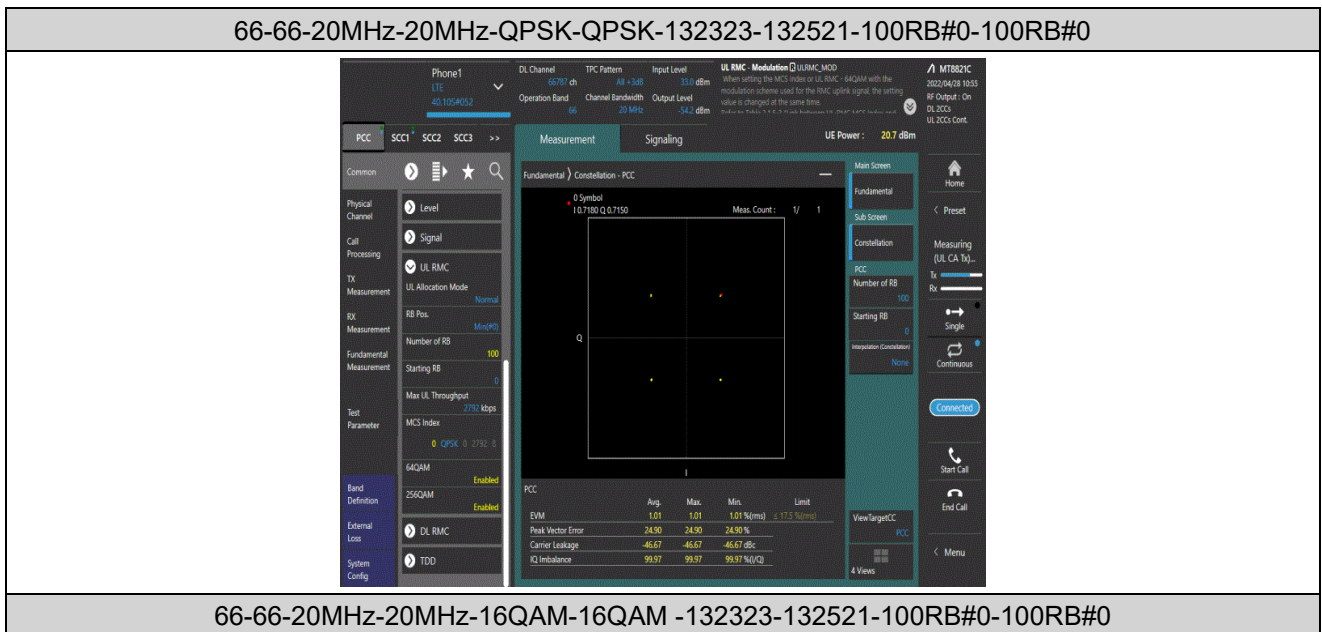 66-66-20MHz-20MHz-QPSK-QPSK-132323-132521-100RB#0-100RB#0
Phone1
LTE
40.10S#052
DL Channel
66787 ch
TPC Pattern
All +3dB
Input Level
33.0 dBm
Operation Band
66
Channel Bandwidth
20 MHz
Output Level
-54.2 dBm
UL RMC - Modulation ULRMC_MOD
When setting the MCS Index or UL RMC - 64QAM with the
modulation scheme used for the RMC uplink signal, the setting
value is changed at the same time.
MT8821C
2022/04/28 10:55
RF Output : On
DL 2CCs
UL 2CCs Cont.
PCC SCC1 SCC2 SCC3 >>
Measurement Signaling
UE Power : 20.7 dBm
Common
Physical
Channel
Call
Processing
TX
Measurement
RX
Measurement
Fundamental
Measurement
Test
Parameter
Band
Definition
External
Loss
System
Config
Level
Signal
UL RMC
UL Allocation Mode
Normal
RB Pos.
Min(#0)
Number of RB
100
Starting RB
0
Max UL Throughput
2792 kbps
MCS Index
0 QPSK 0 2792 8
64QAM
Enabled
256QAM
Enabled
DL RMC
TDD
Fundamental 〉 Constellation - PCC
0 Symbol
I 0.7180 Q 0.7150
Meas. Count : 1/ 1
Q
I
PCC
Avg. Max. Min. Limit
EVM 1.01 1.01 1.01 %(rms) ≤ 17.5 %(rms)
Peak Vector Error 24.90 24.90 24.90 %
Carrier Leakage -46.67 -46.67 -46.67 dBc
IQ Imbalance 99.97 99.97 99.97 %(I/Q)
Main Screen
Fundamental
Sub Screen
Constellation
PCC
Number of RB
100
Starting RB
0
Interpolation (Constellation)
None
ViewTargetCC
PCC
4 Views
Home
< Preset
Measuring
(UL CA Tx)...
Tx
Rx
Single
Continuous
Connected
Start Call
End Call
< Menu
66-66-20MHz-20MHz-16QAM-16QAM -132323-132521-100RB#0-100RB#0